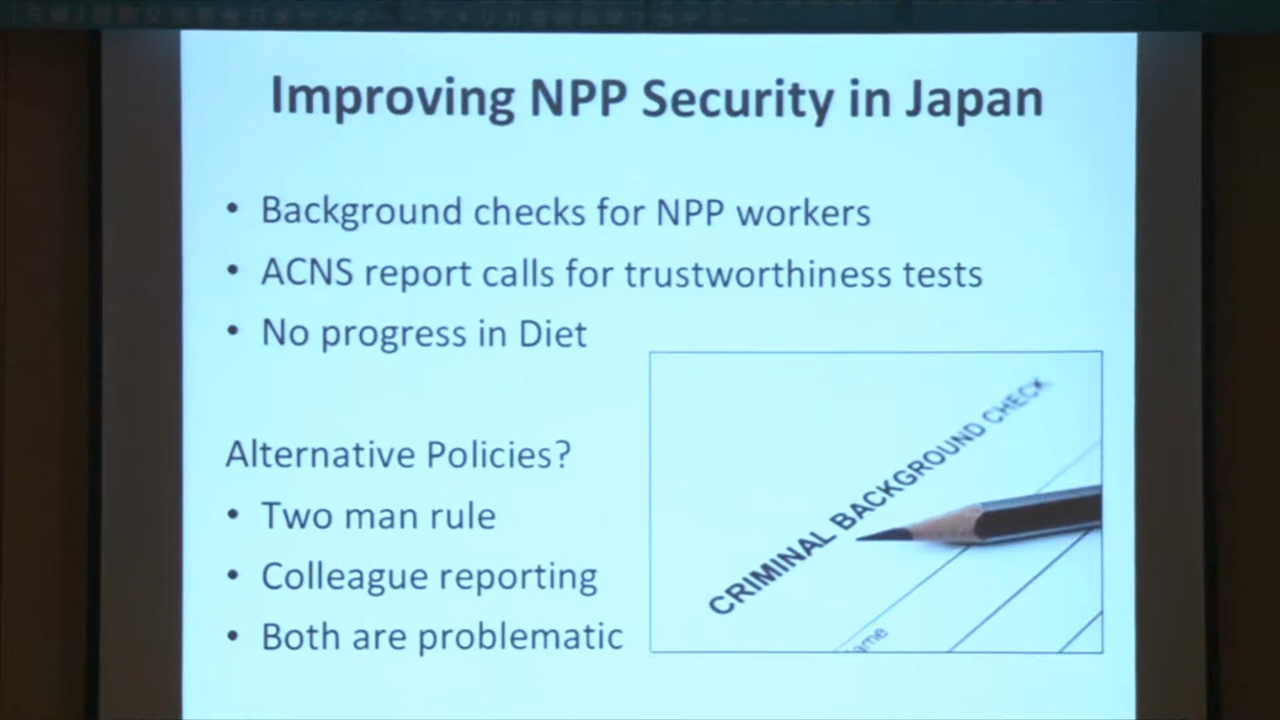 Improving NPP Security in Japan
• Background checks for NPP workers
• ACNS report calls for trustworthiness tests
• No progress in Diet
Alternative Policies?
• Two man rule
• Colleague reporting
• Both are problematic
CRIMINAL BACKGROUND CHECK
ame